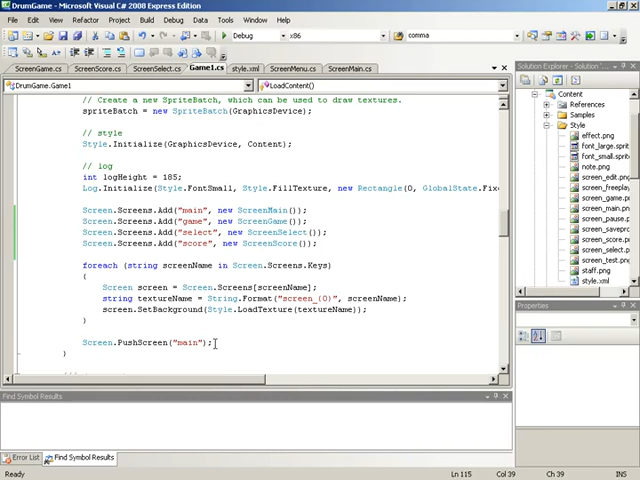 DrumGame - Microsoft Visual C# 2008 Express Edition
File Edit View Refactor Project Build Debug Data Tools Window Help
Debug x86 comma
ScreenGame.cs ScreenScore.cs ScreenSelect.cs Game1.cs style.xml ScreenMenu.cs ScreenMain.cs
DrumGame.Game1 LoadContent()
// Create a new SpriteBatch, which can be used to draw textures.
spriteBatch = new SpriteBatch(GraphicsDevice);
// style
Style.Initialize(GraphicsDevice, Content);
// log
int logHeight = 185;
Log.Initialize(Style.FontSmall, Style.FillTexture, new Rectangle(0, GlobalState.Fixe
Screen.Screens.Add("main", new ScreenMain());
Screen.Screens.Add("game", new ScreenGame());
Screen.Screens.Add("select", new ScreenSelect());
Screen.Screens.Add("score", new ScreenScore());
foreach (string screenName in Screen.Screens.Keys)
{
Screen screen = Screen.Screens[screenName];
string textureName = String.Format("screen_{0}", screenName);
screen.SetBackground(Style.LoadTexture(textureName));
}
Screen.PushScreen("main");
}
Find Symbol Results
Error List Find Symbol Results
Ready Ln 115 Col 39 Ch 39 INS
Solution Explorer - Solution '...
Content
References
Samples
Style
effect.png
font_large.sprit
font_small.sprit
note.png
screen_edit.png
screen_freeplay
screen_game.p
screen_main.pn
screen_pause.p
screen_savepro
screen_score.p
screen_select.p
screen_test.png
staff.png
style.xml
Properties